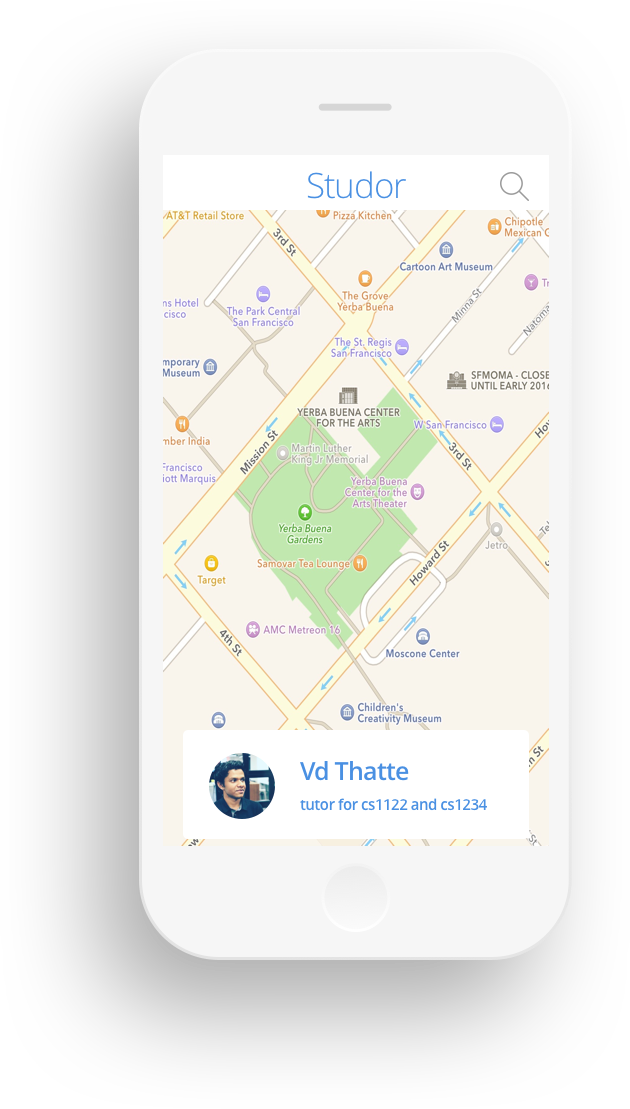 Studor
AT&T Retail Store
Pizza Kitchen
Chipotle
Mexican G
3rd St
Cartoon Art Museum
The Grove
Yerba Buena
Minna St
Natoma
ns Hotel
cisco
The Park Central
San Francisco
The St. Regis
San Francisco
mporary
Museum
SFMOMA - CLOSE
UNTIL EARLY 2016
YERBA BUENA CENTER
FOR THE ARTS
W San Francisco
mber India
Mission St
Martin Luther
King Jr Memorial
3rd St
Francisco
iott Marquis
Yerba Buena
Center for the
Arts Theater
Yerba Buena
Gardens
Jetro
Howard St
Samovar Tea Lounge
Target
AMC Metreon 16
4th St
Moscone Center
Children's
Creativity Museum
Vd Thatte
tutor for cs1122 and cs1234